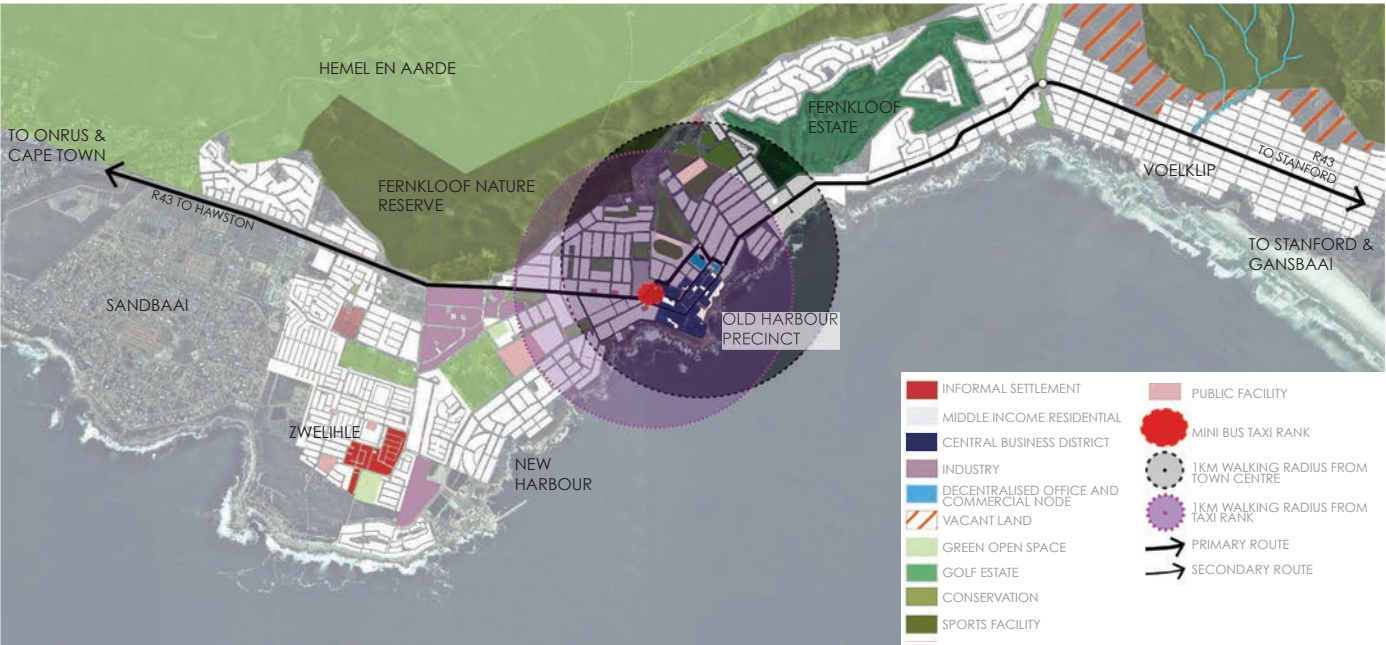 HEMEL EN AARDE
TO ONRUS &
CAPE TOWN
R43 TO HAWSTON
FERNKLOOF NATURE
RESERVE
FERNKLOOF
ESTATE
R43
TO STANFORD
VOELKLIP
TO STANFORD &
GANSBAAI
SANDBAAI
OLD HARBOUR
PRECINCT
ZWELIHLE
NEW
HARBOUR
INFORMAL SETTLEMENT
MIDDLE INCOME RESIDENTIAL
CENTRAL BUSINESS DISTRICT
INDUSTRY
DECENTRALISED OFFICE AND
COMMERCIAL NODE
VACANT LAND
GREEN OPEN SPACE
GOLF ESTATE
CONSERVATION
SPORTS FACILITY
PUBLIC FACILITY
MINI BUS TAXI RANK
1KM WALKING RADIUS FROM
TOWN CENTRE
1KM WALKING RADIUS FROM
TAXI RANK
PRIMARY ROUTE
SECONDARY ROUTE